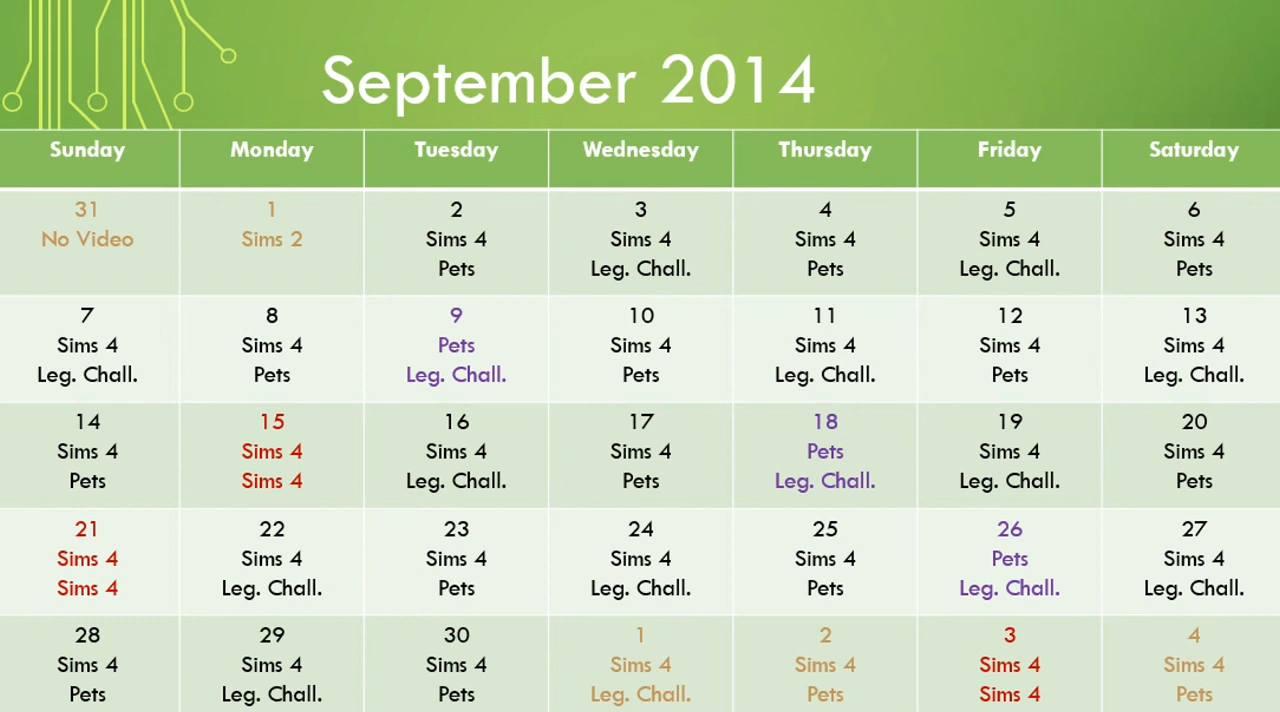 September 2014
Sunday Monday Tuesday Wednesday Thursday Friday Saturday
31 1 2 3 4 5 6
No Video Sims 2 Sims 4 Sims 4 Sims 4 Sims 4 Sims 4
Pets Leg. Chall. Pets Leg. Chall. Pets
7 8 9 10 11 12 13
Sims 4 Sims 4 Pets Sims 4 Sims 4 Sims 4 Sims 4
Leg. Chall. Pets Leg. Chall. Pets Leg. Chall. Pets Leg. Chall.
14 15 16 17 18 19 20
Sims 4 Sims 4 Sims 4 Sims 4 Pets Sims 4 Sims 4
Pets Sims 4 Leg. Chall. Pets Leg. Chall. Leg. Chall. Pets
21 22 23 24 25 26 27
Sims 4 Sims 4 Sims 4 Sims 4 Sims 4 Pets Sims 4
Sims 4 Leg. Chall. Pets Leg. Chall. Pets Leg. Chall. Leg. Chall.
28 29 30 1 2 3 4
Sims 4 Sims 4 Sims 4 Sims 4 Sims 4 Sims 4 Sims 4
Pets Leg. Chall. Pets Leg. Chall. Pets Sims 4 Pets